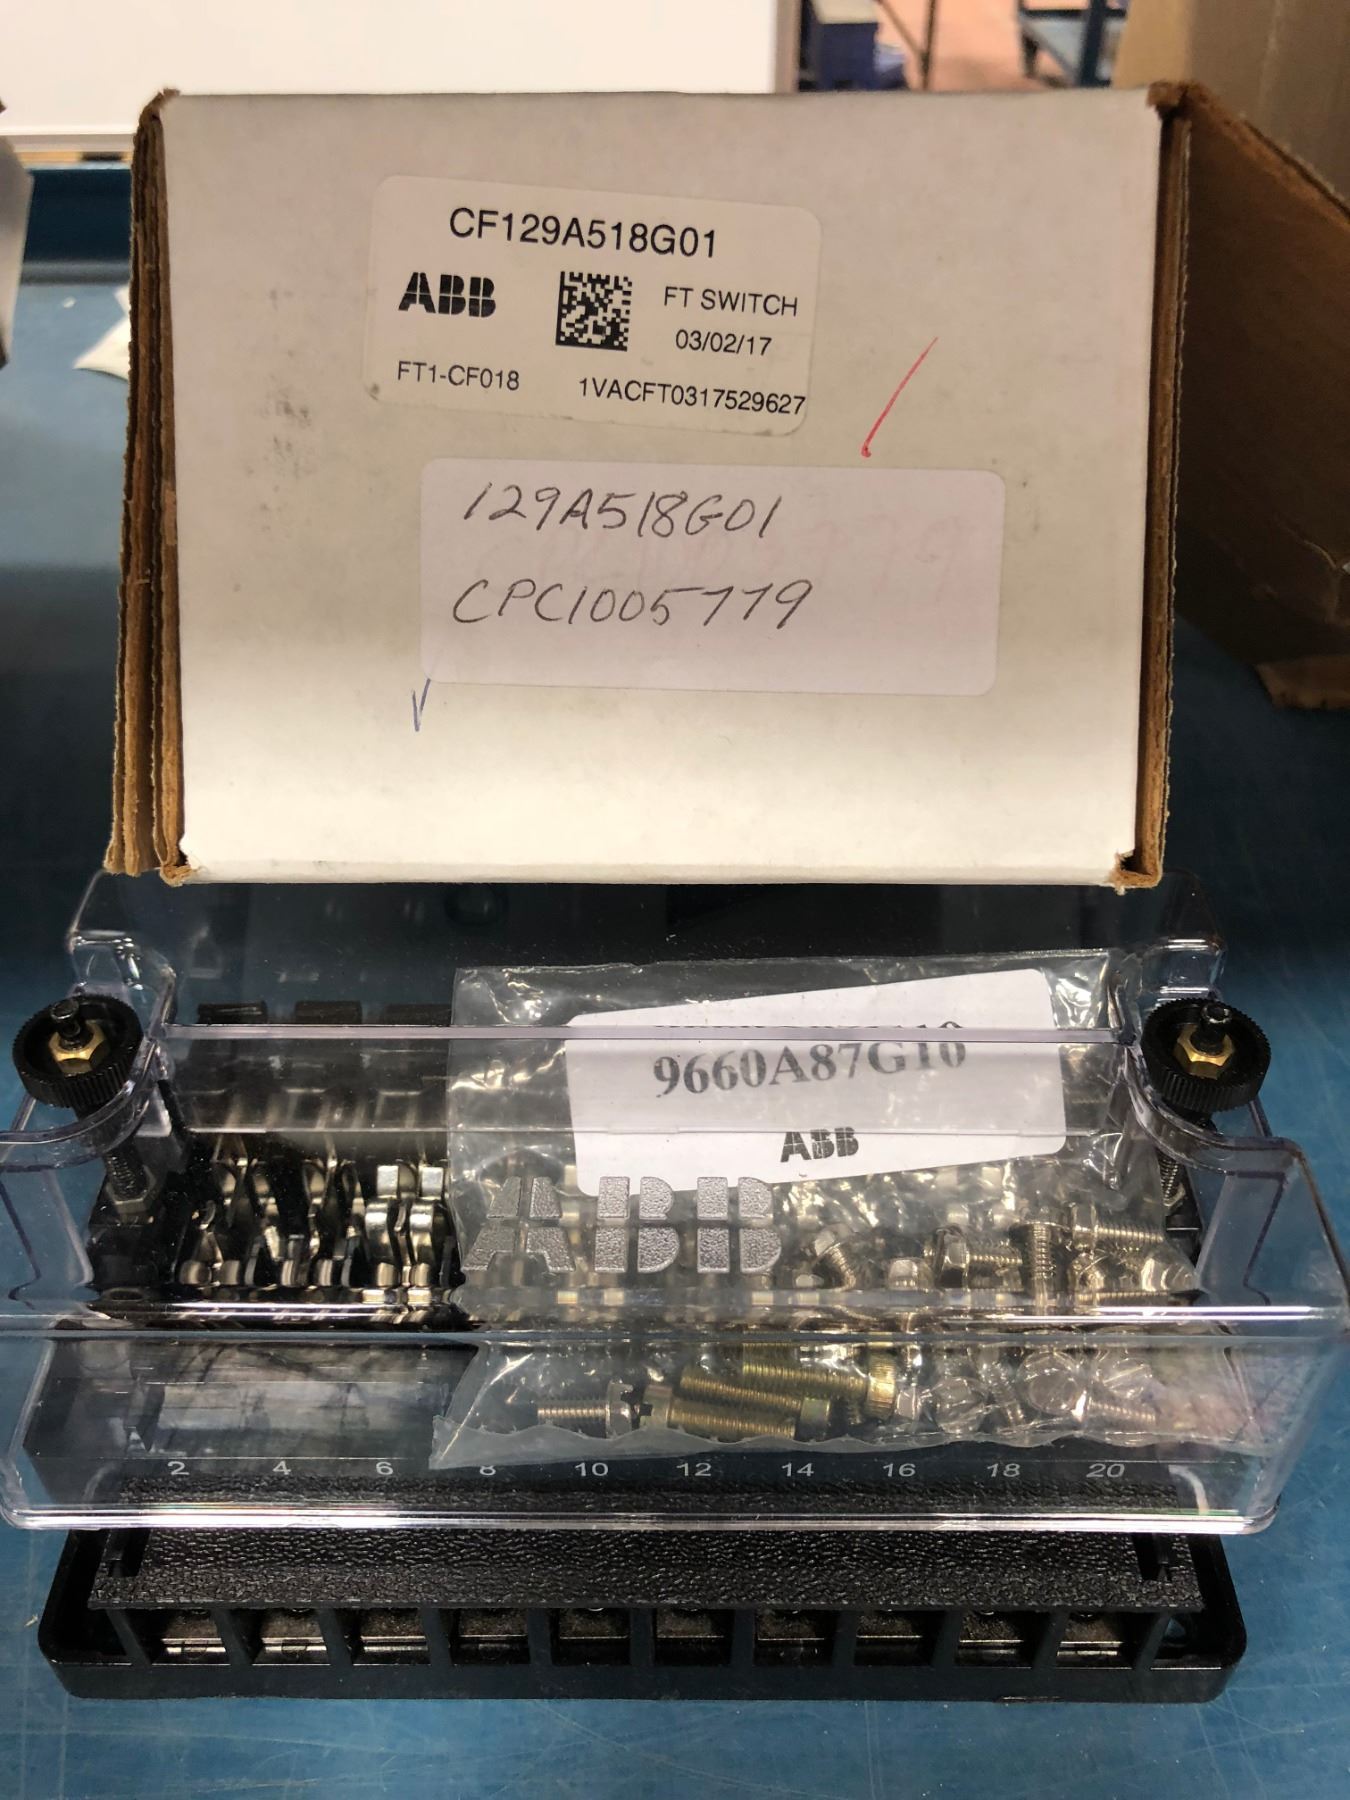 CF129A518G01
ABB
FT SWITCH
03/02/17
FT1-CF018
1VACFT0317529627
129A518G01
CPC1005779
9660A87G10
ABB
ABB
2 4 6 8 10 12 14 16 18 20